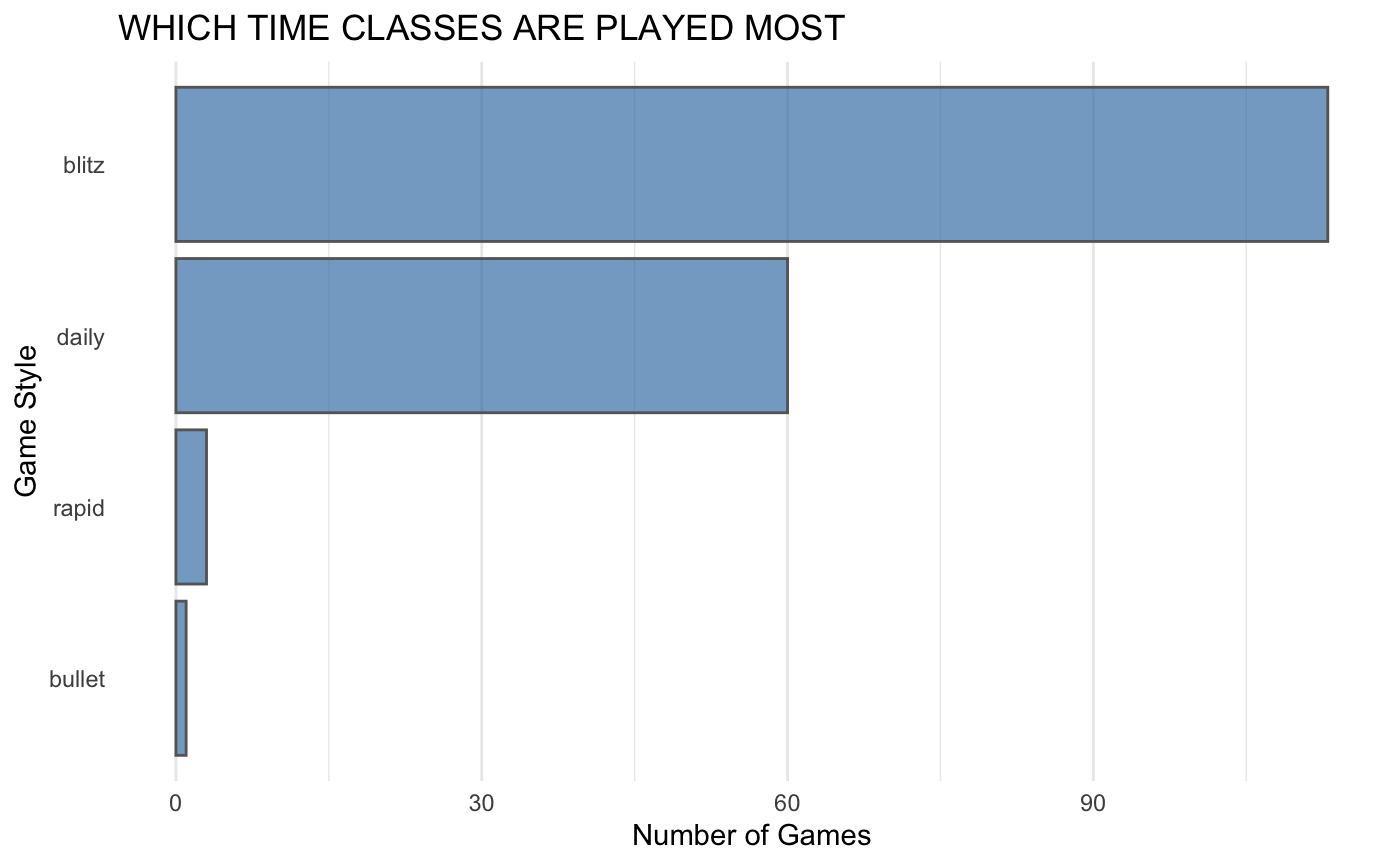 WHICH TIME CLASSES ARE PLAYED MOST
blitz
daily
rapid
bullet
Game Style
0 30 60 90
Number of Games